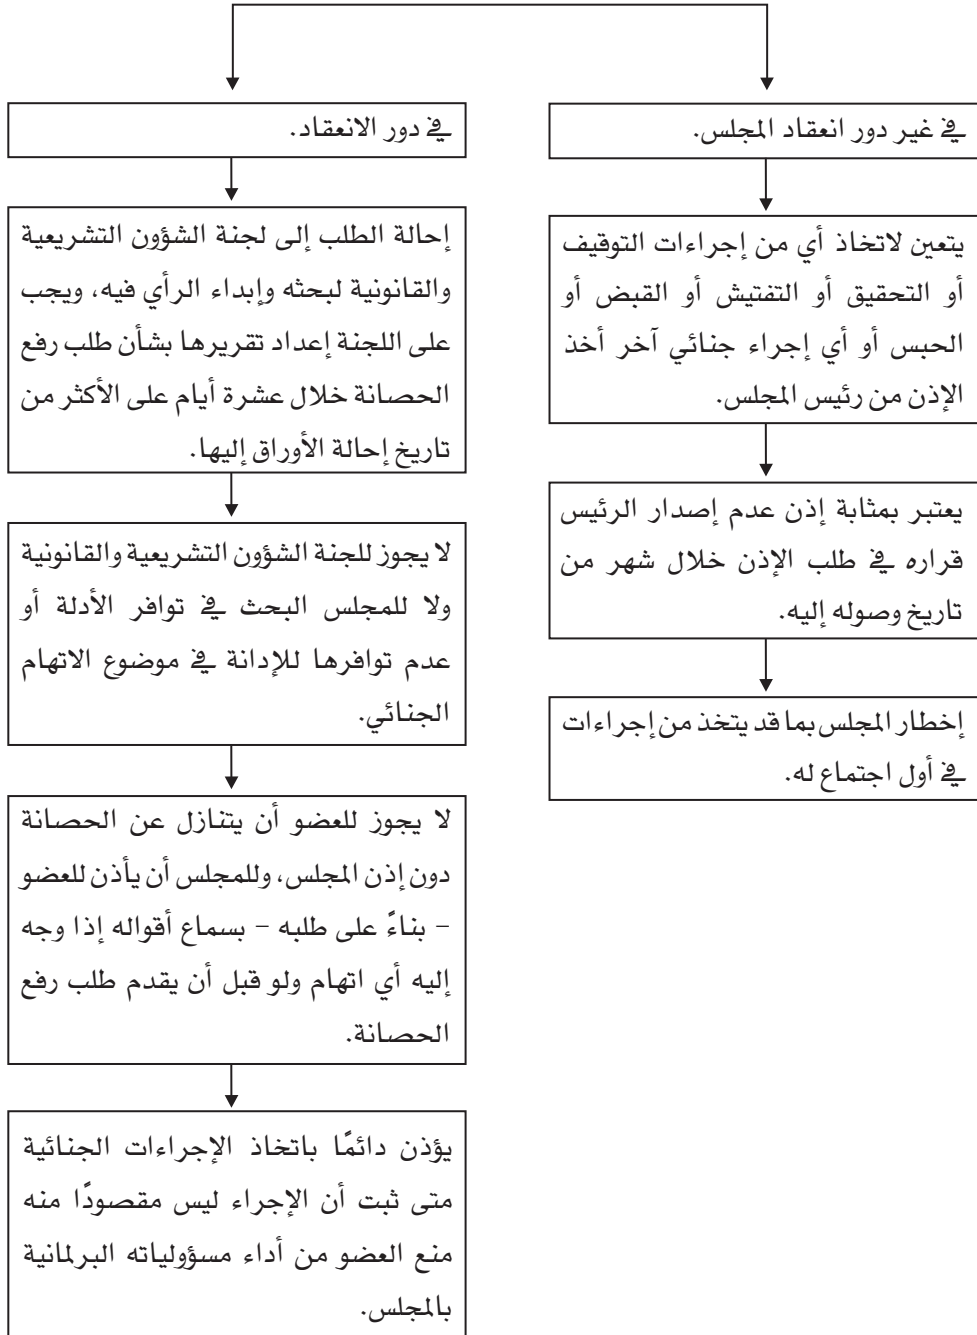 في غير دور انعقاد المجلس.
يتعين لاتخاذ أي من إجراءات التوقيف
أو التحقيق أو التفتيش أو القبض أو
الحبس أو أي إجراء جنائي آخر أخذ
الإذن من رئيس المجلس.
يعتبر بمثابة إذن عدم إصدار الرئيس
قراره في طلب الإذن خلال شهر من
تاريخ وصوله إليه.
إخطار المجلس بما قد يتخذ من إجراءات
في أول اجتماع له.
في دور الانعقاد.
إحالة الطلب إلى لجنة الشؤون التشريعية
والقانونية لبحثه وإبداء الرأي فيه، ويجب
على اللجنة إعداد تقريرها بشأن طلب رفع
الحصانة خلال عشرة أيام على الأكثر من
تاريخ إحالة الأوراق إليها.
لا يجوز للجنة الشؤون التشريعية والقانونية
ولا للمجلس البحث في توافر الأدلة أو
عدم توافرها للإدانة في موضوع الاتهام
الجنائي.
لا يجوز للعضو أن يتنازل عن الحصانة
دون إذن المجلس، وللمجلس أن يأذن للعضو
– بناءً على طلبه – بسماع أقواله إذا وجه
إليه أي اتهام ولو قبل أن يقدم طلب رفع
الحصانة.
يؤذن دائمًا باتخاذ الإجراءات الجنائية
متى ثبت أن الإجراء ليس مقصودًا منه
منع العضو من أداء مسؤولياته البرلمانية
بالمجلس.